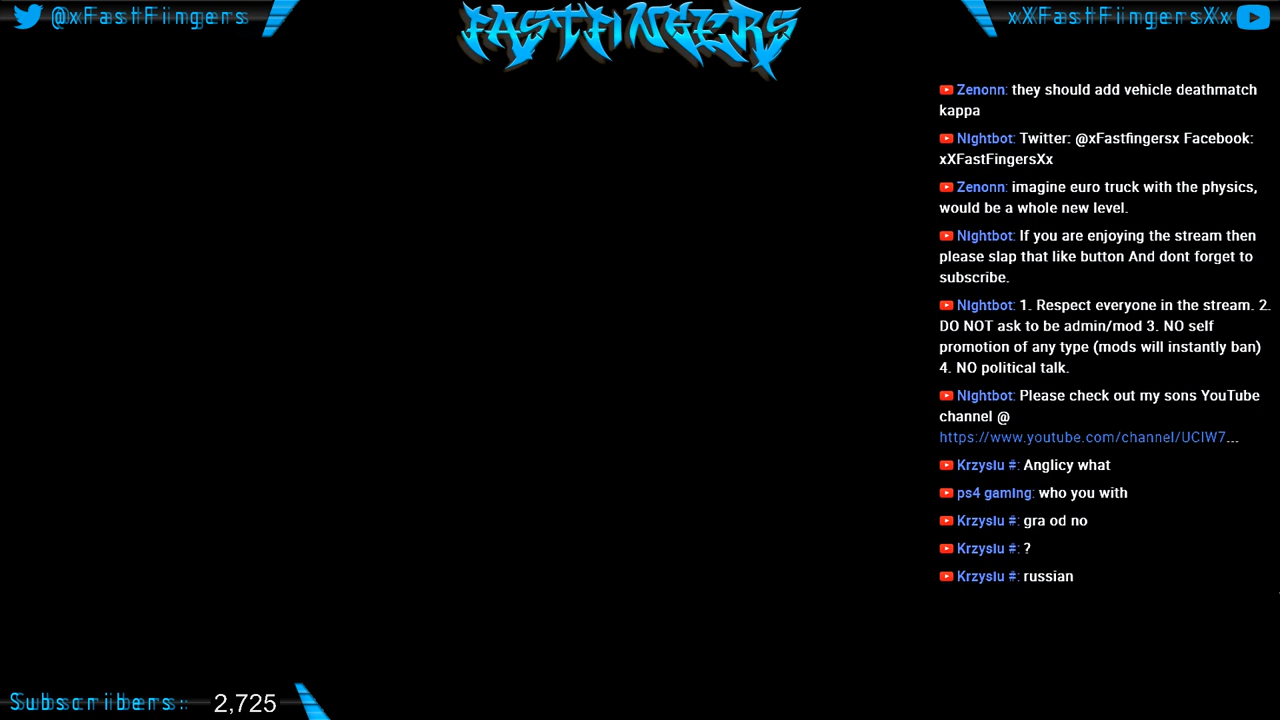 @xFastFingers
FASTFINGERS
xXFastFingersXx
Zenonn: they should add vehicle deathmatch
kappa
Nightbot: Twitter: @xFastfingersx Facebook:
xXFastFingersXx
Zenonn: imagine euro truck with the physics,
would be a whole new level.
Nightbot: If you are enjoying the stream then
please slap that like button And dont forget to
subscribe.
Nightbot: 1. Respect everyone in the stream. 2.
DO NOT ask to be admin/mod 3. NO self
promotion of any type (mods will instantly ban)
4. NO political talk.
Nightbot: Please check out my sons YouTube
channel @
https://www.youtube.com/channel/UCIW7...
Krzysiu #: Anglicy what
ps4 gaming: who you with
Krzysiu #: gra od no
Krzysiu #: ?
Krzysiu #: russian
Subscribers: 2,725